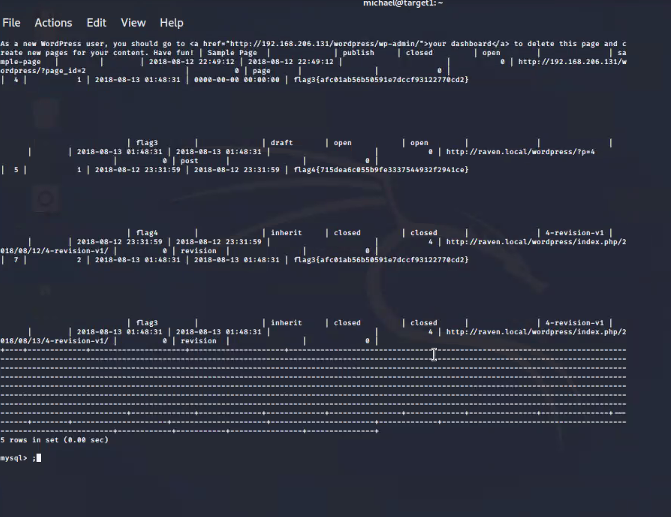 michael@target1: ~
File Actions Edit View Help
As a new WordPress user, you should go to <a href="http://192.168.206.131/wordpress/wp-admin/">your dashboard</a> to delete this page and c
reate new pages for your content. Have fun! | Sample Page | | publish | closed | open | | sa
mple-page | | | 2018-08-12 22:49:12 | 2018-08-12 22:49:12 | | 0 | http://192.168.206.131/w
ordpress/?page_id=2 | 0 | page | | 0 |
| 4 | 1 | 2018-08-13 01:48:31 | 0000-00-00 00:00:00 | flag3{afc01ab56b50591e7dccf93122770cd2}
| flag3 | | draft | open | open | | |
| | 2018-08-13 01:48:31 | 2018-08-13 01:48:31 | | 0 | http://raven.local/wordpress/?p=4
| 0 | post | | 0 |
| 5 | 1 | 2018-08-12 23:31:59 | 2018-08-12 23:31:59 | flag4{715dea6c055b9fe3337544932f2941ce}
| flag4 | | inherit | closed | closed | | 4-revision-v1 |
| | 2018-08-12 23:31:59 | 2018-08-12 23:31:59 | | 4 | http://raven.local/wordpress/index.php/2
018/08/12/4-revision-v1/ | 0 | revision | | 0 |
| 7 | 2 | 2018-08-13 01:48:31 | 2018-08-13 01:48:31 | flag3{afc01ab56b50591e7dccf93122770cd2}
| flag3 | | inherit | closed | closed | | 4-revision-v1 |
| | 2018-08-13 01:48:31 | 2018-08-13 01:48:31 | | 4 | http://raven.local/wordpress/index.php/2
018/08/13/4-revision-v1/ | 0 | revision | | 0 |
5 rows in set (0.00 sec)
mysql> ;